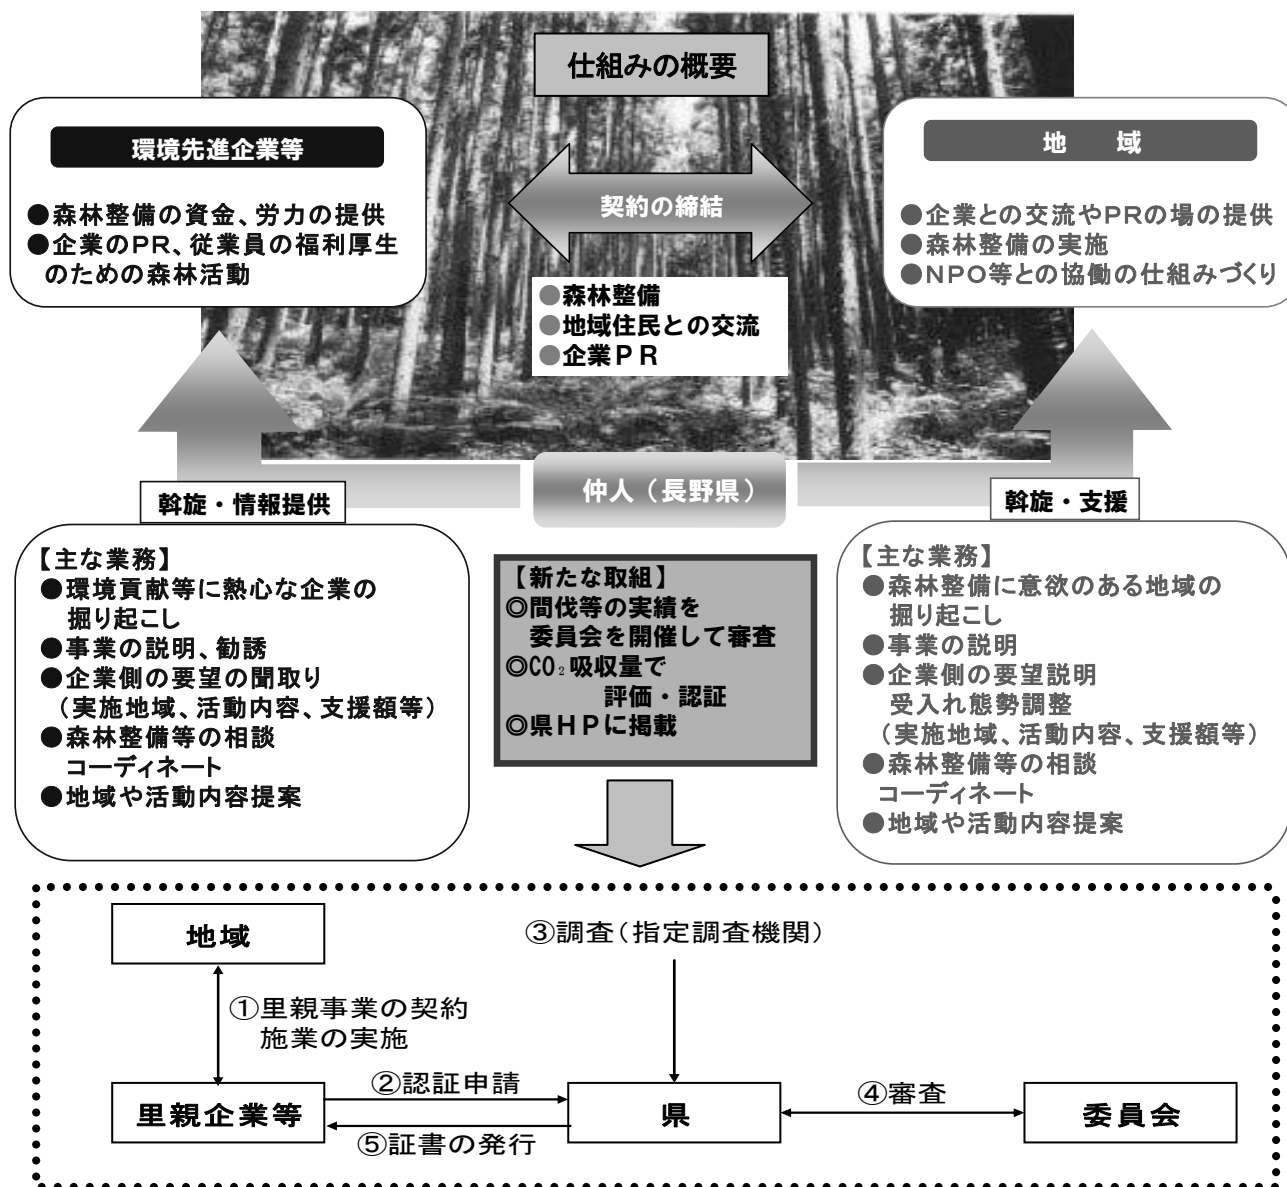 仕組みの概要
環境先進企業等
●森林整備の資金、労力の提供
●企業のPR、従業員の福利厚生
のための森林活動
契約の締結
●森林整備
●地域住民との交流
●企業PR
地　域
●企業との交流やPRの場の提供
●森林整備の実施
●NPO等との協働の仕組みづくり
仲人（長野県）
斡旋・情報提供
【主な業務】
●環境貢献等に熱心な企業の
掘り起こし
●事業の説明、勧誘
●企業側の要望の聞取り
（実施地域、活動内容、支援額等）
●森林整備等の相談
コーディネート
●地域や活動内容提案
【新たな取組】
◎間伐等の実績を
委員会を開催して審査
◎CO₂吸収量で
評価・認証
◎県HPに掲載
斡旋・支援
【主な業務】
●森林整備に意欲のある地域の
掘り起こし
●事業の説明
●企業側の要望説明
受入れ態勢調整
（実施地域、活動内容、支援額等）
●森林整備等の相談
コーディネート
●地域や活動内容提案
地域
③調査（指定調査機関）
①里親事業の契約
施業の実施
里親企業等
②認証申請
⑤証書の発行
県
④審査
委員会